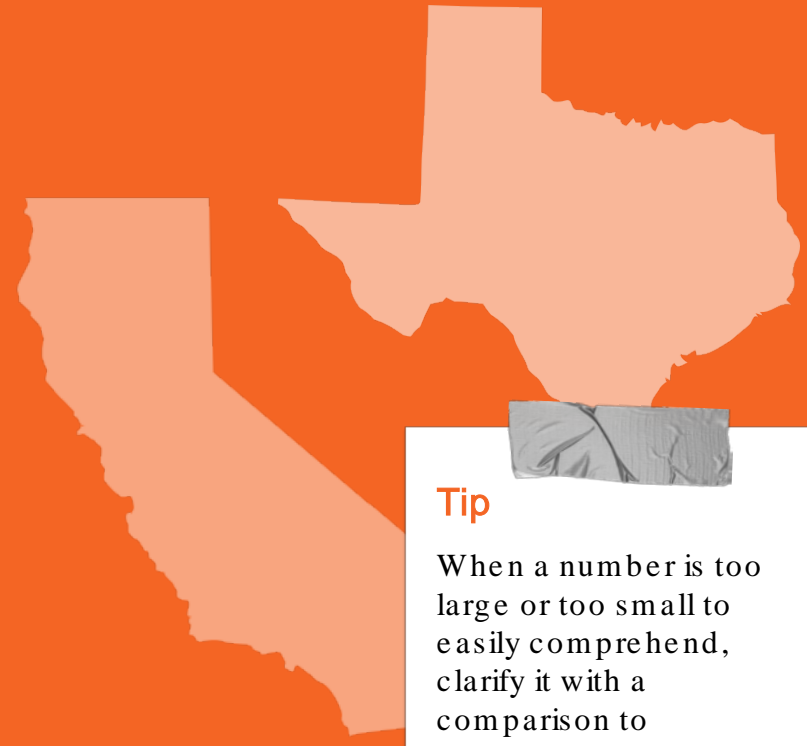 Tip
When a number is too
large or too small to
easily comprehend,
clarify it with a
comparison to